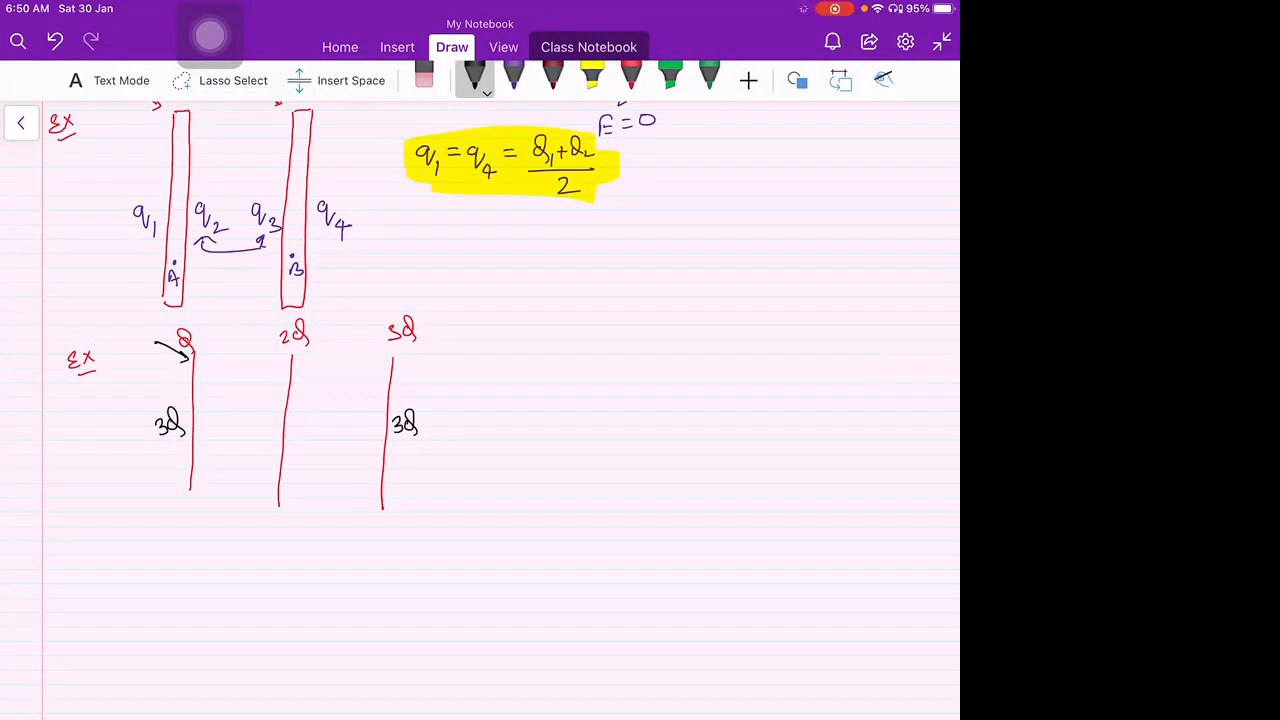 6:50 AM Sat 30 Jan 95%
My Notebook
Home Insert Draw View Class Notebook
A Text Mode Lasso Select Insert Space
Ex
E = 0
q1 = q4 = Q1+Q2
2
q1 q2 q3 q4
A B
Q 2Q 3Q
Ex
3Q 3Q